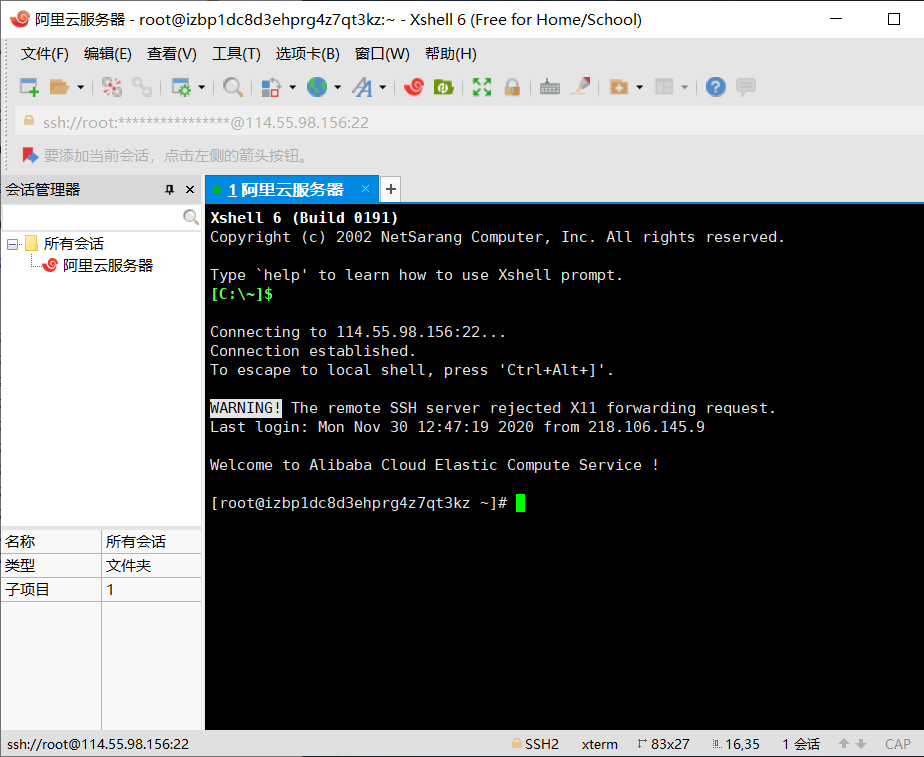 阿里云服务器 - root@izbp1dc8d3ehprg4z7qt3kz:~ - Xshell 6 (Free for Home/School)
文件(F) 编辑(E) 查看(V) 工具(T) 选项卡(B) 窗口(W) 帮助(H)
ssh://root:****************@114.55.98.156:22
要添加当前会话，点击左侧的箭头按钮。
会话管理器
所有会话
阿里云服务器
名称 所有会话
类型 文件夹
子项目 1
1 阿里云服务器 × +
Xshell 6 (Build 0191)
Copyright (c) 2002 NetSarang Computer, Inc. All rights reserved.
Type `help' to learn how to use Xshell prompt.
[C:\~]$
Connecting to 114.55.98.156:22...
Connection established.
To escape to local shell, press 'Ctrl+Alt+]'.
WARNING! The remote SSH server rejected X11 forwarding request.
Last login: Mon Nov 30 12:47:19 2020 from 218.106.145.9
Welcome to Alibaba Cloud Elastic Compute Service !
[root@izbp1dc8d3ehprg4z7qt3kz ~]#
ssh://root@114.55.98.156:22 SSH2 xterm 83x27 16,35 1 会话 CAP